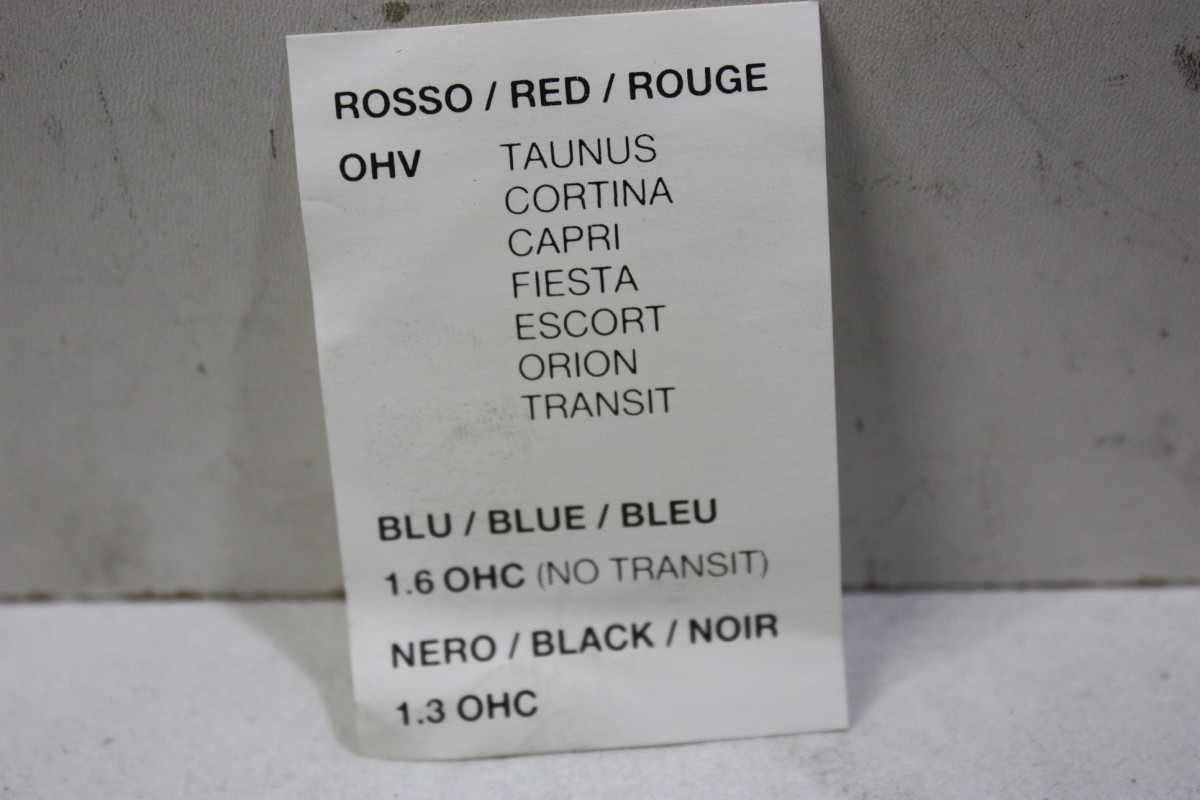 ROSSO / RED / ROUGE
OHV TAUNUS
CORTINA
CAPRI
FIESTA
ESCORT
ORION
TRANSIT
BLU / BLUE / BLEU
1.6 OHC (NO TRANSIT)
NERO / BLACK / NOIR
1.3 OHC